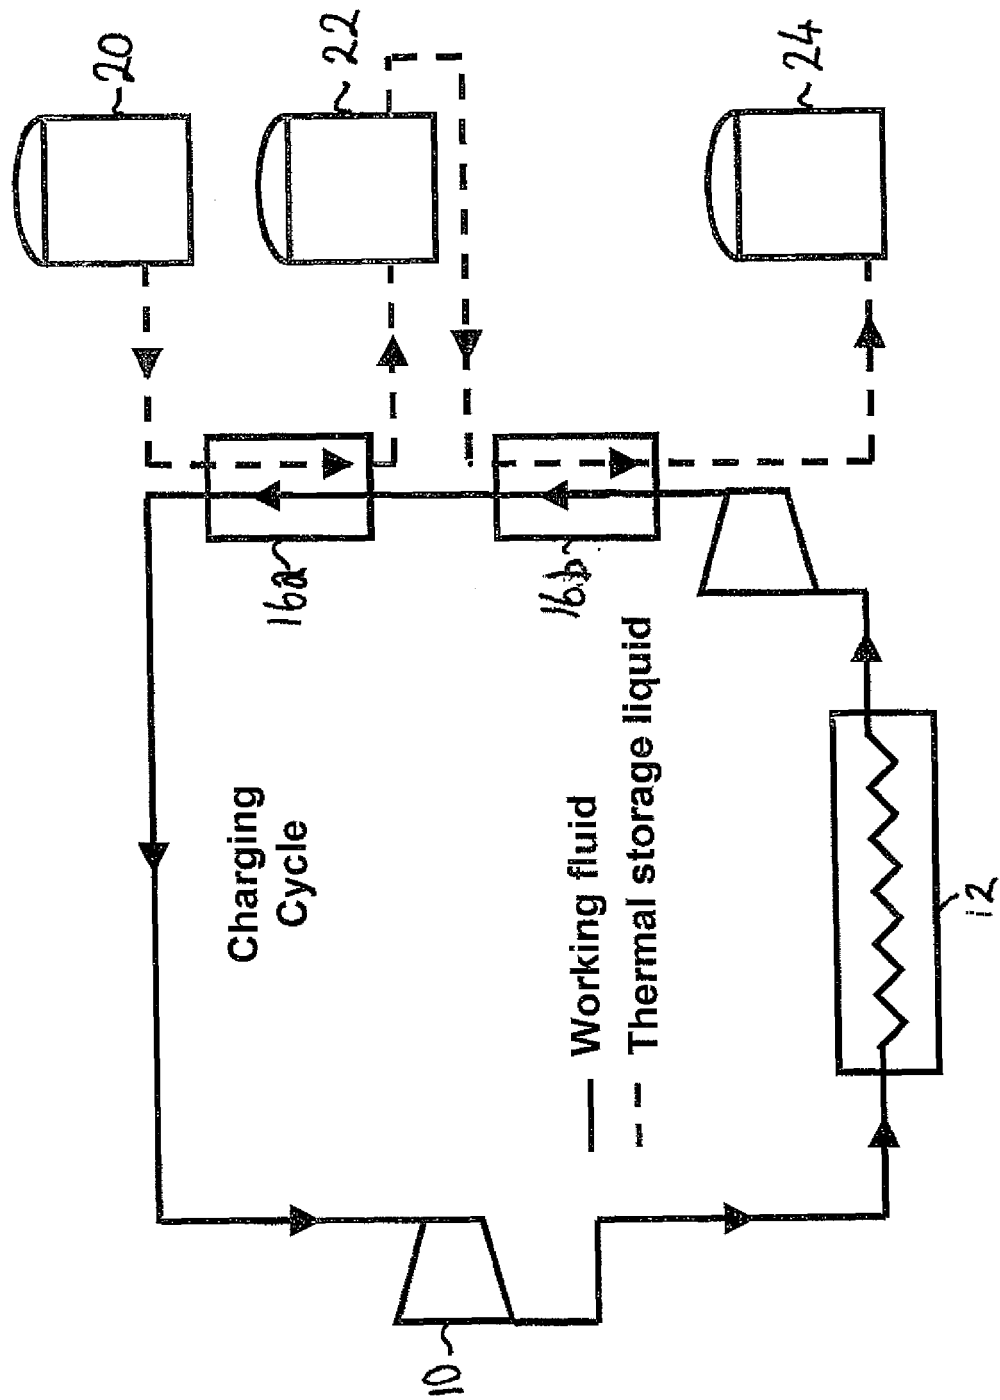 20
22
24
16a
16b
Charging
Cycle
Working fluid
Thermal storage liquid
10
12